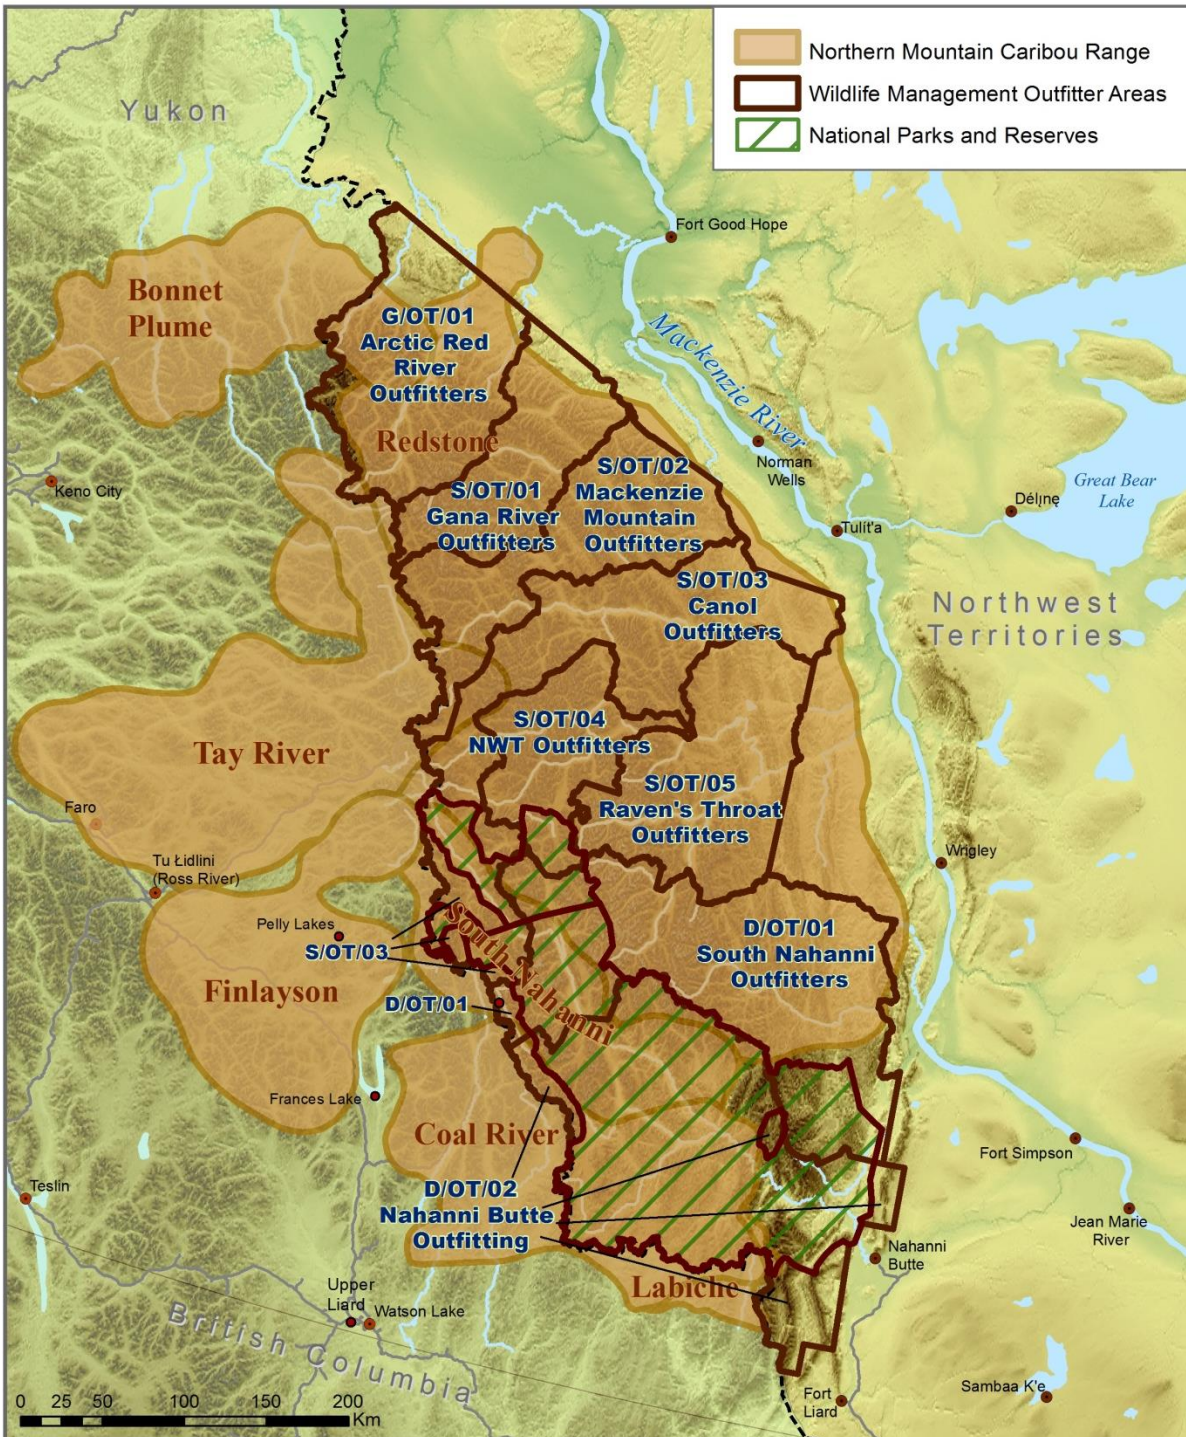 Northern Mountain Caribou Range
Wildlife Management Outfitter Areas
National Parks and Reserves
Yukon
Fort Good Hope
Bonnet
Plume
G/OT/01
Arctic Red
River
Outfitters
Mackenzie River
Redstone
Norman
Wells
Keno City
S/OT/01
Gana River
Outfitters
S/OT/02
Mackenzie
Mountain
Outfitters
Great Bear
Lake
Délįnę
Tulít'a
S/OT/03
Canol
Outfitters
Northwest
Territories
S/OT/04
NWT Outfitters
Tay River
S/OT/05
Raven's Throat
Outfitters
Faro
Wrigley
Tu Łidlini
(Ross River)
Pelly Lakes
S/OT/03
South Nahanni
D/OT/01
South Nahanni
Outfitters
Finlayson
D/OT/01
Frances Lake
Coal River
Fort Simpson
D/OT/02
Nahanni Butte
Outfitting
Teslin
Jean Marie
River
Nahanni
Butte
Labiche
Upper
Liard
Watson Lake
British Columbia
Fort
Liard
Sambaa K'e
0 25 50 100 150 200
Km